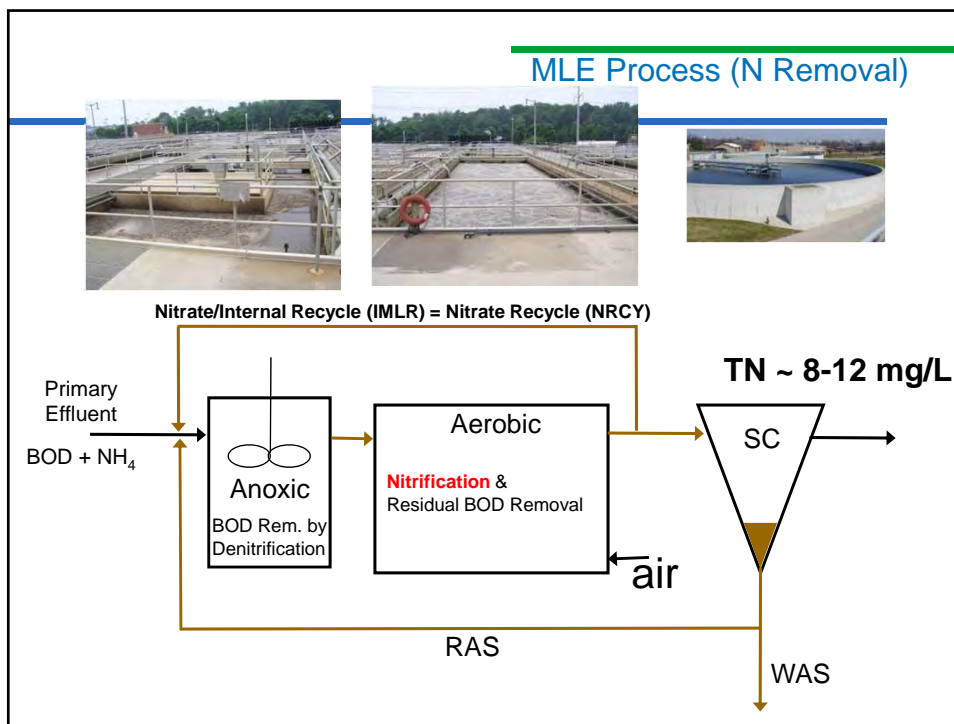 MLE Process (N Removal)
Nitrate/Internal Recycle (IMLR) = Nitrate Recycle (NRCY)
TN ~ 8-12 mg/L
Primary
Effluent
BOD + NH4
Anoxic
BOD Rem. by
Denitrification
Aerobic
Nitrification &
Residual BOD Removal
air
SC
RAS
WAS